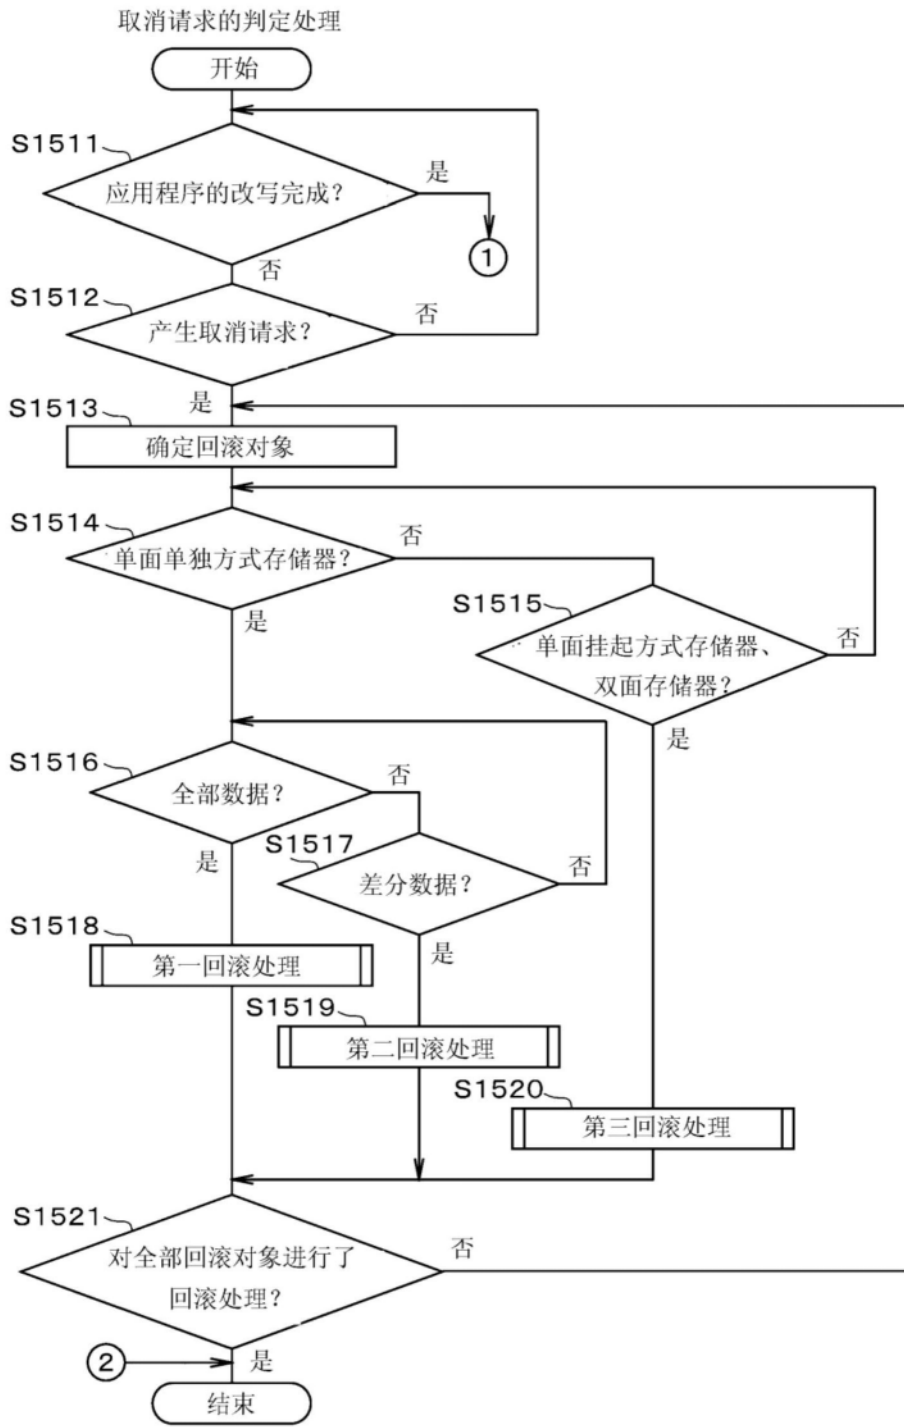 取消请求的判定处理
开始
S1511
应用程序的改写完成？
是
1
否
S1512
产生取消请求？
否
是
S1513
确定回滚对象
S1514
单面单独方式存储器？
否
是
S1515
单面挂起方式存储器、
双面存储器？
否
是
S1516
全部数据？
否
是
S1517
差分数据？
否
是
S1518
第一回滚处理
S1519
第二回滚处理
S1520
第三回滚处理
S1521
对全部回滚对象进行了
回滚处理？
否
2
是
结束